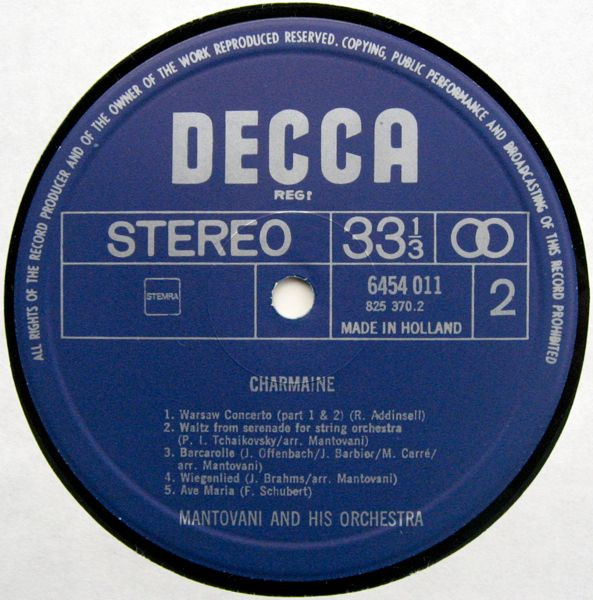 ALL RIGHTS OF THE RECORD PRODUCER AND OF THE OWNER OF THE WORK REPRODUCED RESERVED. COPYING, PUBLIC PERFORMANCE AND BROADCASTING OF THIS RECORD PROHIBITED
DECCA
REGD
STEREO 33 1/3
STEMRA 6454 011 2
825 370.2
MADE IN HOLLAND
CHARMAINE
1. Warsaw Concerto (part 1 & 2) (R. Addinsell)
2. Waltz from serenade for string orchestra
(P. I. Tchaikovsky/arr. Mantovani)
3. Barcarolle (J. Offenbach/J. Barbier/M. Carré/
arr. Mantovani)
4. Wiegenlied (J. Brahms/arr. Mantovani)
5. Ave Maria (F. Schubert)
MANTOVANI AND HIS ORCHESTRA